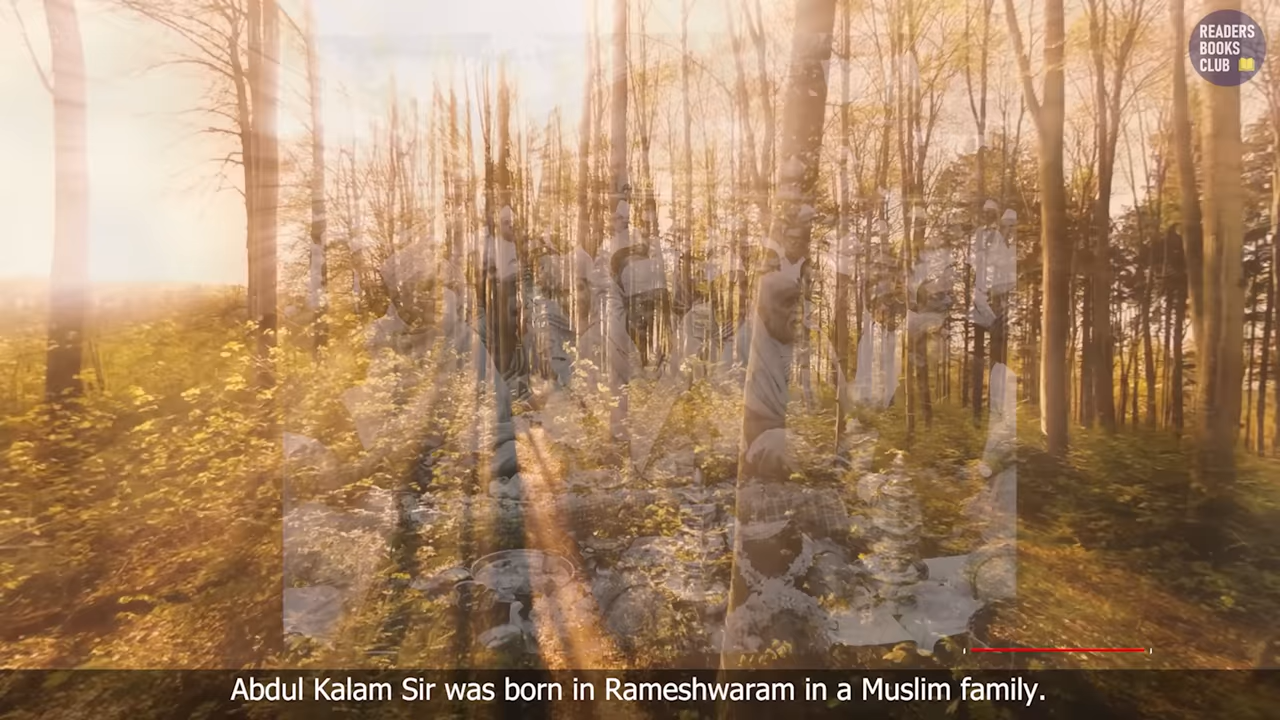 READERS
BOOKS
CLUB
Abdul Kalam Sir was born in Rameshwaram in a Muslim family.